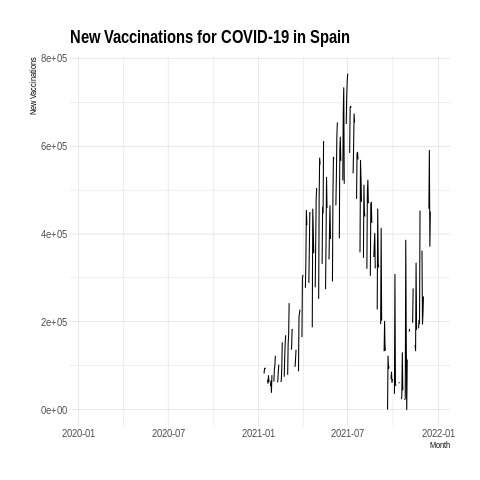 New Vaccinations for COVID-19 in Spain
New Vaccinations
8e+05
6e+05
4e+05
2e+05
0e+00
2020-01
2020-07
2021-01
2021-07
2022-01
Month